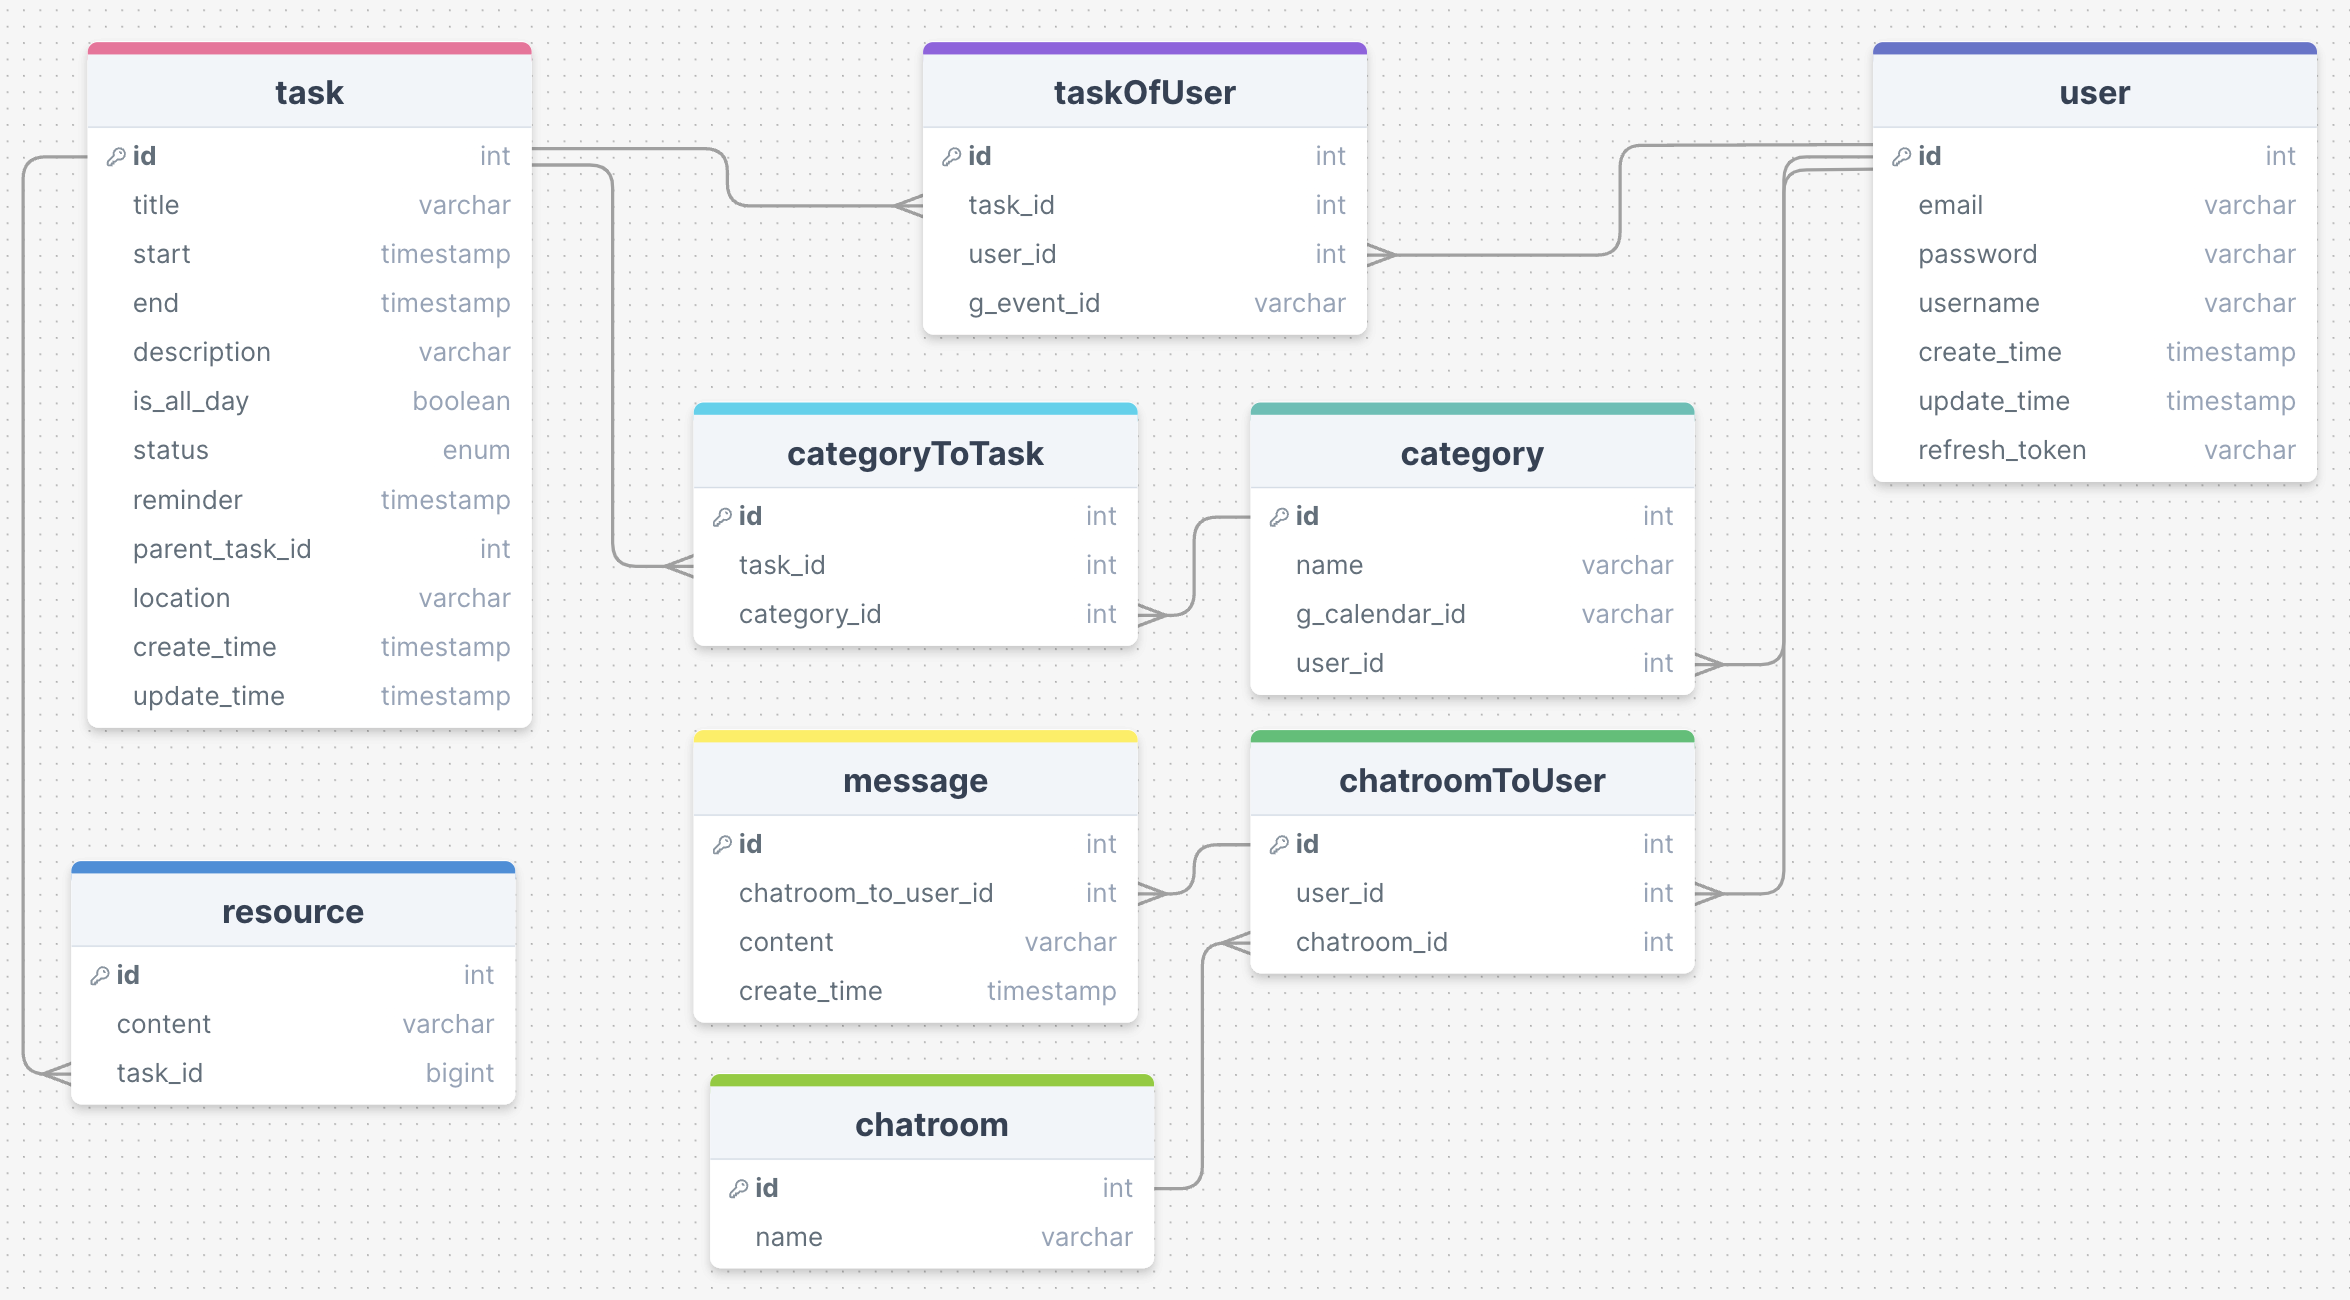 task
id int
title varchar
start timestamp
end timestamp
description varchar
is_all_day boolean
status enum
reminder timestamp
parent_task_id int
location varchar
create_time timestamp
update_time timestamp
taskOfUser
id int
task_id int
user_id int
g_event_id varchar
user
id int
email varchar
password varchar
username varchar
create_time timestamp
update_time timestamp
refresh_token varchar
categoryToTask
id int
task_id int
category_id int
category
id int
name varchar
g_calendar_id varchar
user_id int
message
id int
chatroom_to_user_id int
content varchar
create_time timestamp
chatroomToUser
id int
user_id int
chatroom_id int
resource
id int
content varchar
task_id bigint
chatroom
id int
name varchar